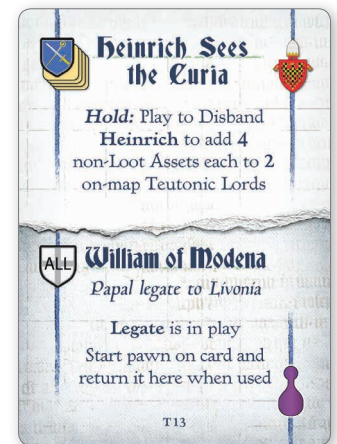 Heinrich Sees
the Curia
Hold: Play to Disband
Heinrich to add 4
non-Loot Assets each to 2
on-map Teutonic Lords
ALL
William of Modena
Papal legate to Livonia
Legate is in play
Start pawn on card and
return it here when used
T13